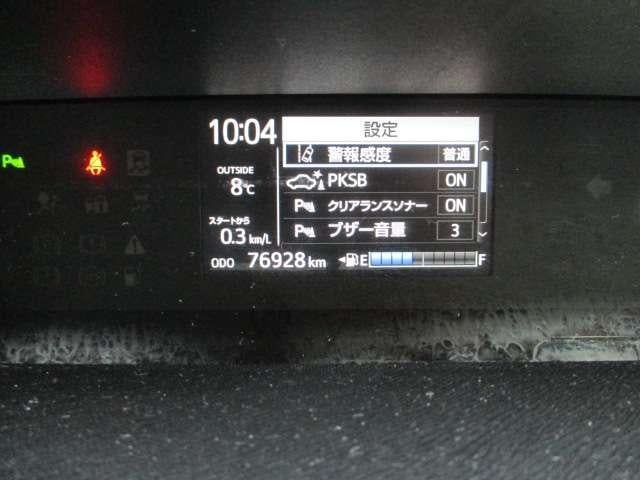 10:04
設定
警報感度 普通
OUTSIDE
8℃
PKSB ON
クリアランスソナー ON
スタートから
0.3 km/L
ブザー音量 3
ODO 76928 km E F